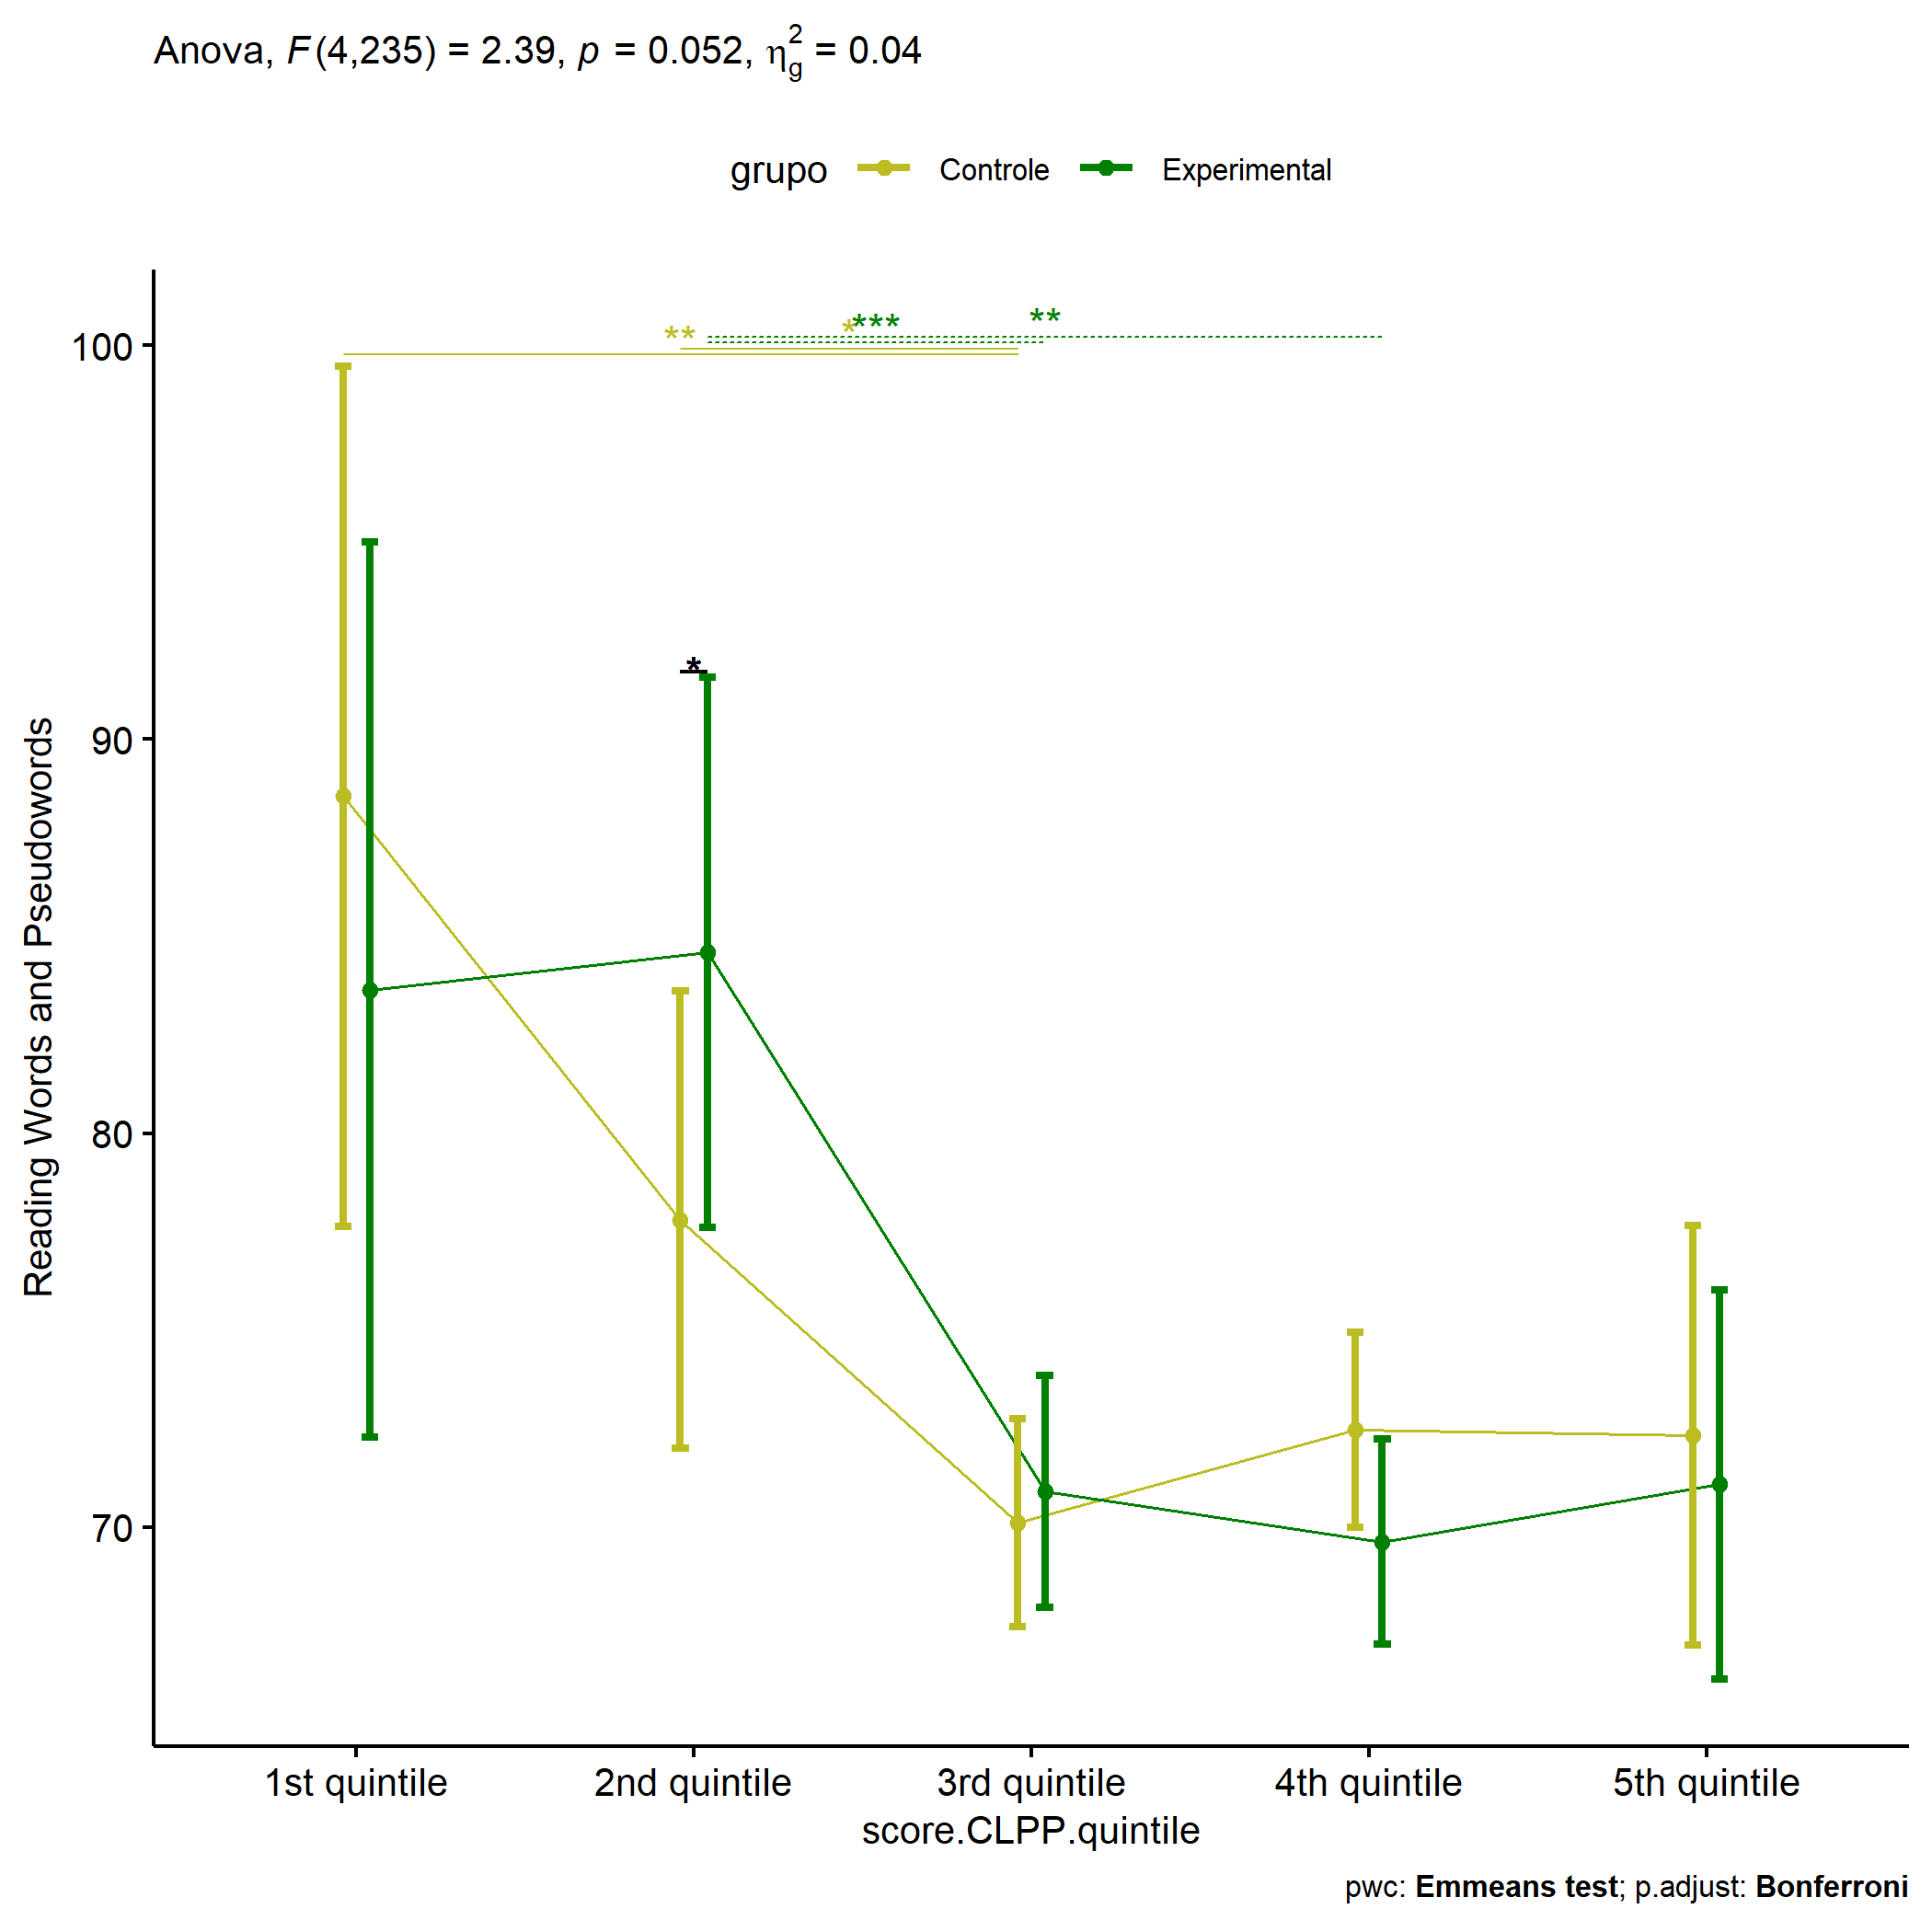 Anova, F(4,235) = 2.39, p = 0.052, η²g = 0.04
grupo Controle Experimental
** * *** **
100
*
90
80
70
Reading Words and Pseudowords
1st quintile 2nd quintile 3rd quintile 4th quintile 5th quintile
score.CLPP.quintile
pwc: Emmeans test; p.adjust: Bonferroni